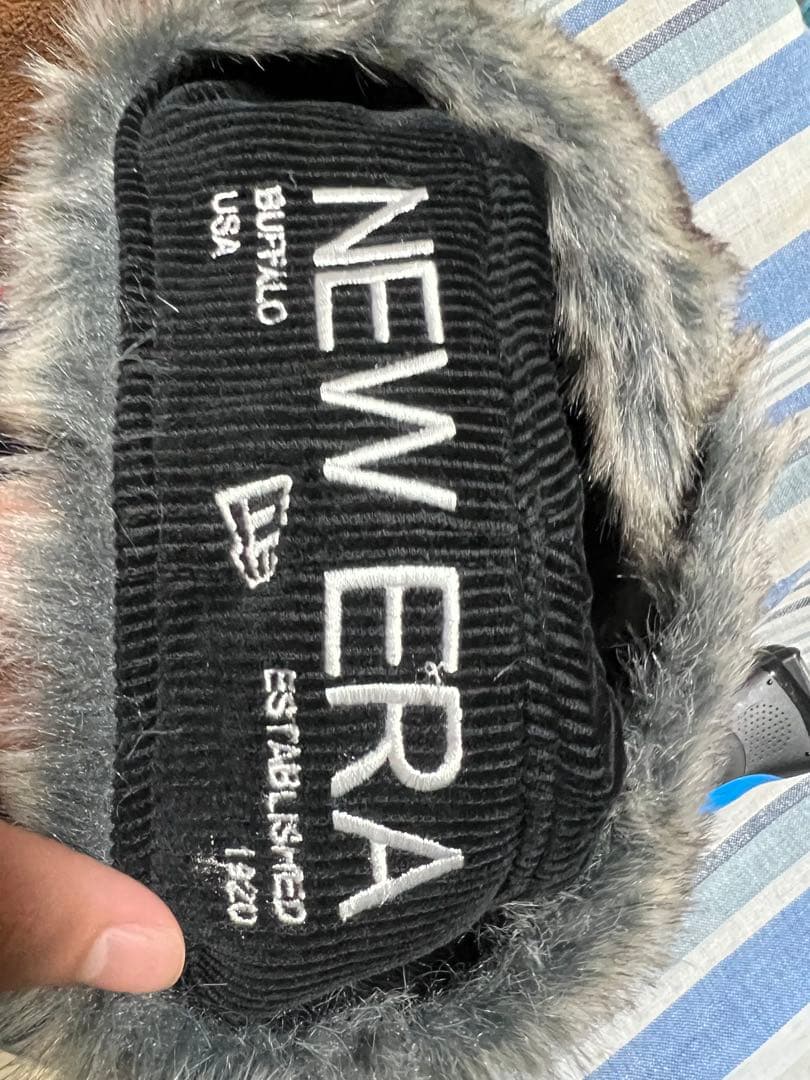 NEW ERA
BUFFALO
USA
ESTABLISHED
1920